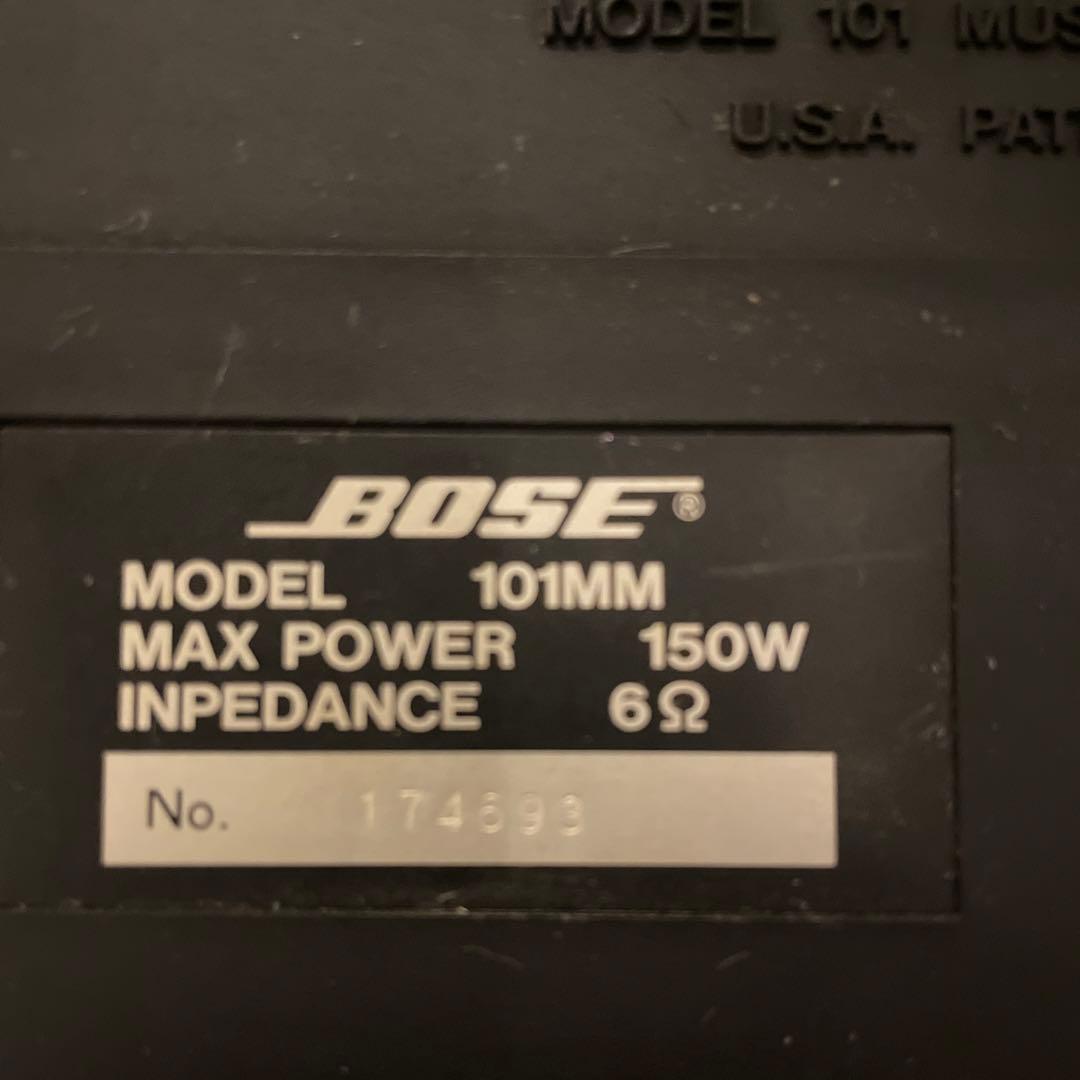 MODEL 101 MUS
U.S.A. PAT
BOSE®
MODEL 101MM
MAX POWER 150W
INPEDANCE 6Ω
No. 174693